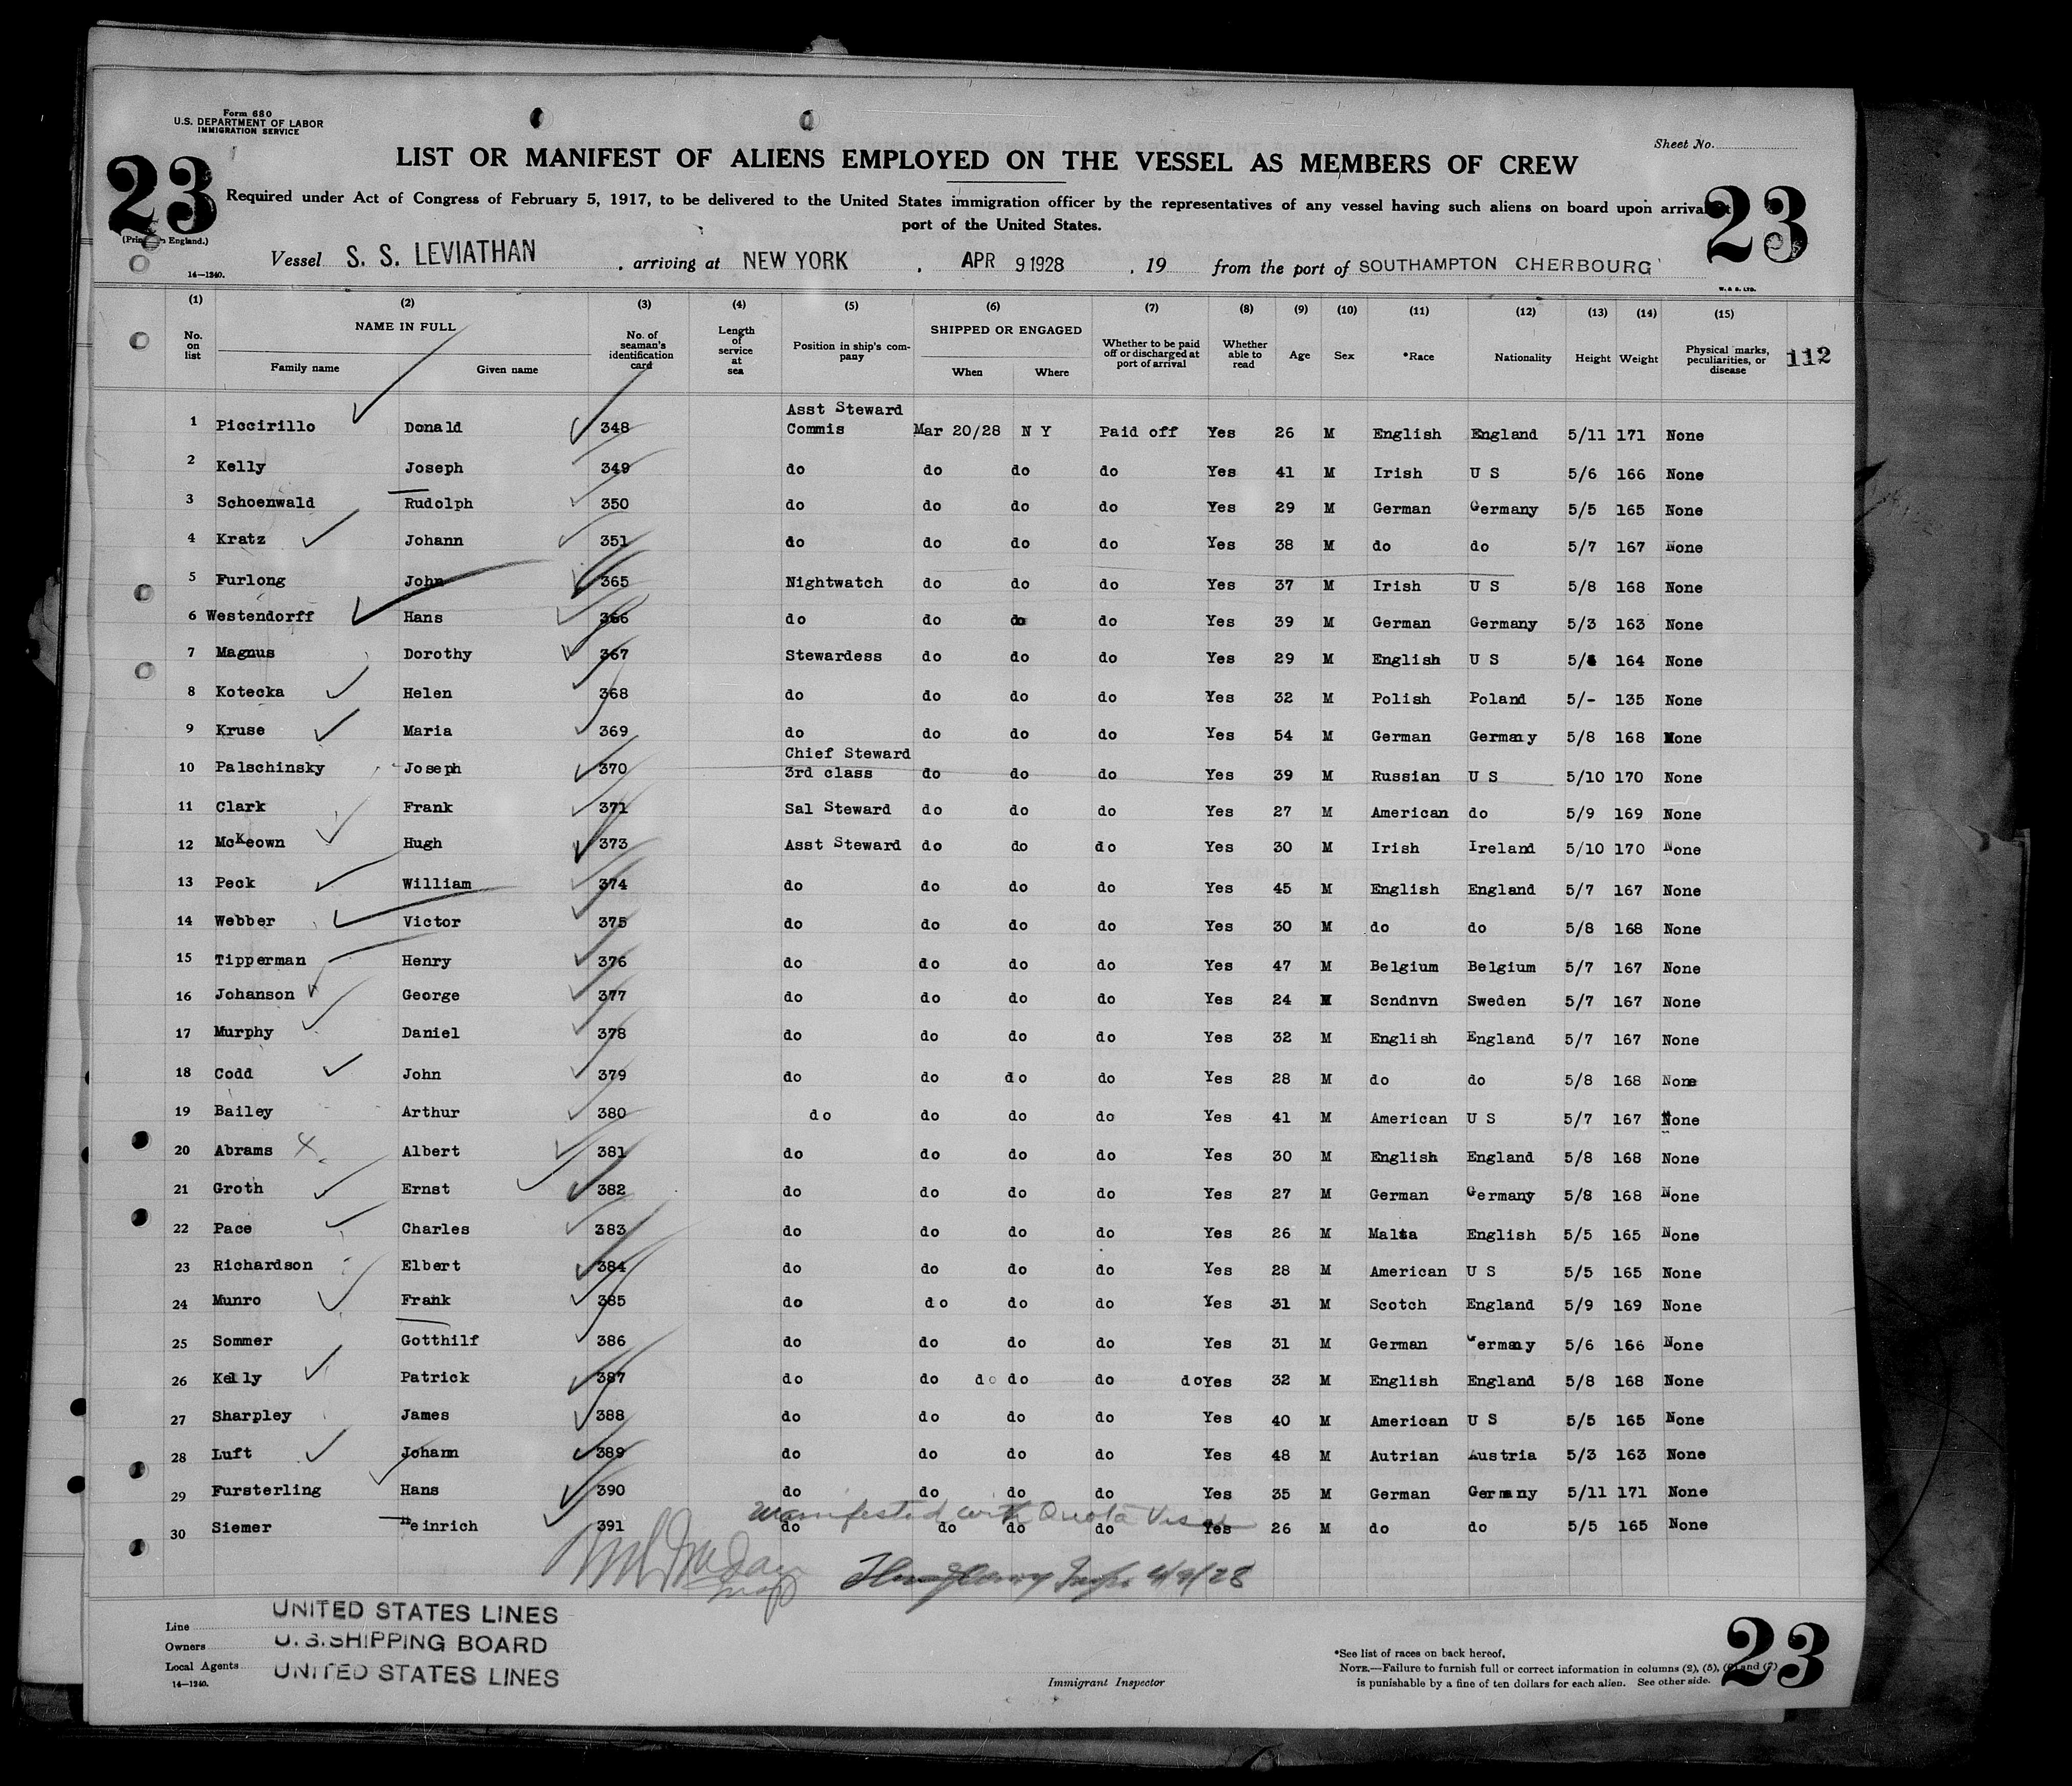 Form 680
U.S. DEPARTMENT OF LABOR
IMMIGRATION SERVICE
Sheet No.
23
23
LIST OR MANIFEST OF ALIENS EMPLOYED ON THE VESSEL AS MEMBERS OF CREW
Required under Act of Congress of February 5, 1917, to be delivered to the United States immigration officer by the representatives of any vessel having such aliens on board upon arrival
port of the United States.
England.)
14—1240.
Vessel S. S. LEVIATHAN, arriving at NEW YORK, APR 9 1928, 19 from the port of SOUTHAMPTON CHERBOURG
W. & S. LTD.
(1) (2) (3) (4) (5) (6) (7) (8) (9) (10) (11) (12) (13) (14) (15)
No. on list NAME IN FULL Family name Given name No. of seaman's identification card Length of service at sea Position in ship's company SHIPPED OR ENGAGED When Where Whether to be paid off or discharged at port of arrival Whether able to read Age Sex *Race Nationality Height Weight Physical marks, peculiarities, or disease 112
1 Piccirillo Donald 348 Asst Steward Commis Mar 20/28 N Y Paid off Yes 26 M English England 5/11 171 None
2 Kelly Joseph 349 do do do do Yes 41 M Irish U S 5/6 166 None
3 Schoenwald Rudolph 350 do do do do Yes 29 M German Germany 5/5 165 None
4 Kratz Johann 351 do do do do Yes 38 M do do 5/7 167 None
5 Furlong John 365 Nightwatch do do do Yes 37 M Irish U S 5/8 168 None
6 Westendorff Hans 366 do do do do Yes 39 M German Germany 5/3 163 None
7 Magnus Dorothy 367 Stewardess do do do Yes 29 M English U S 5/ 164 None
8 Kotecka Helen 368 do do do do Yes 32 M Polish Poland 5/- 135 None
9 Kruse Maria 369 do do do do Yes 54 M German Germany 5/8 168 None
10 Palschinsky Joseph 370 Chief Steward 3rd class do do do Yes 39 M Russian U S 5/10 170 None
11 Clark Frank 371 Sal Steward do do do Yes 27 M American do 5/9 169 None
12 McKeown Hugh 373 Asst Steward do do do Yes 30 M Irish Ireland 5/10 170 None
13 Peck William 374 do do do do Yes 45 M English England 5/7 167 None
14 Webber Victor 375 do do do do Yes 30 M do do 5/8 168 None
15 Tipperman Henry 376 do do do do Yes 47 M Belgium Belgium 5/7 167 None
16 Johanson George 377 do do do do Yes 24 M Scndnvn Sweden 5/7 167 None
17 Murphy Daniel 378 do do do do Yes 32 M English England 5/7 167 None
18 Codd John 379 do do do do Yes 28 M do do 5/8 168 None
19 Bailey Arthur 380 do do do do Yes 41 M American U S 5/7 167 None
20 Abrams Albert 381 do do do do Yes 30 M English England 5/8 168 None
21 Groth Ernst 382 do do do do Yes 27 M German Germany 5/8 168 None
22 Pace Charles 383 do do do do Yes 26 M Malta English 5/5 165 None
23 Richardson Elbert 384 do do do do Yes 28 M American U S 5/5 165 None
24 Munro Frank 385 do do do do Yes 31 M Scotch England 5/9 169 None
25 Sommer Gotthilf 386 do do do do Yes 31 M German Germany 5/6 166 None
26 Kelly Patrick 387 do do do do do do Yes 32 M English England 5/8 168 None
27 Sharpley James 388 do do do do Yes 40 M American U S 5/5 165 None
28 Luft Johann 389 do do do do Yes 48 M Autrian Austria 5/3 163 None
29 Fursterling Hans 390 do do do do Yes 35 M German Germany 5/11 171 None
Manifested with Quota Visa
30 Siemer Heinrich 391 do do do do Yes 26 M do do 5/5 165 None
Insp 4/9/28
Line UNITED STATES LINES
Owners U.S. SHIPPING BOARD
Local Agents UNITED STATES LINES
14—1240.
Immigrant Inspector
*See list of races on back hereof.
NOTE.—Failure to furnish full or correct information in columns (2), (5), (6) and (7)
is punishable by a fine of ten dollars for each alien. See other side.
23